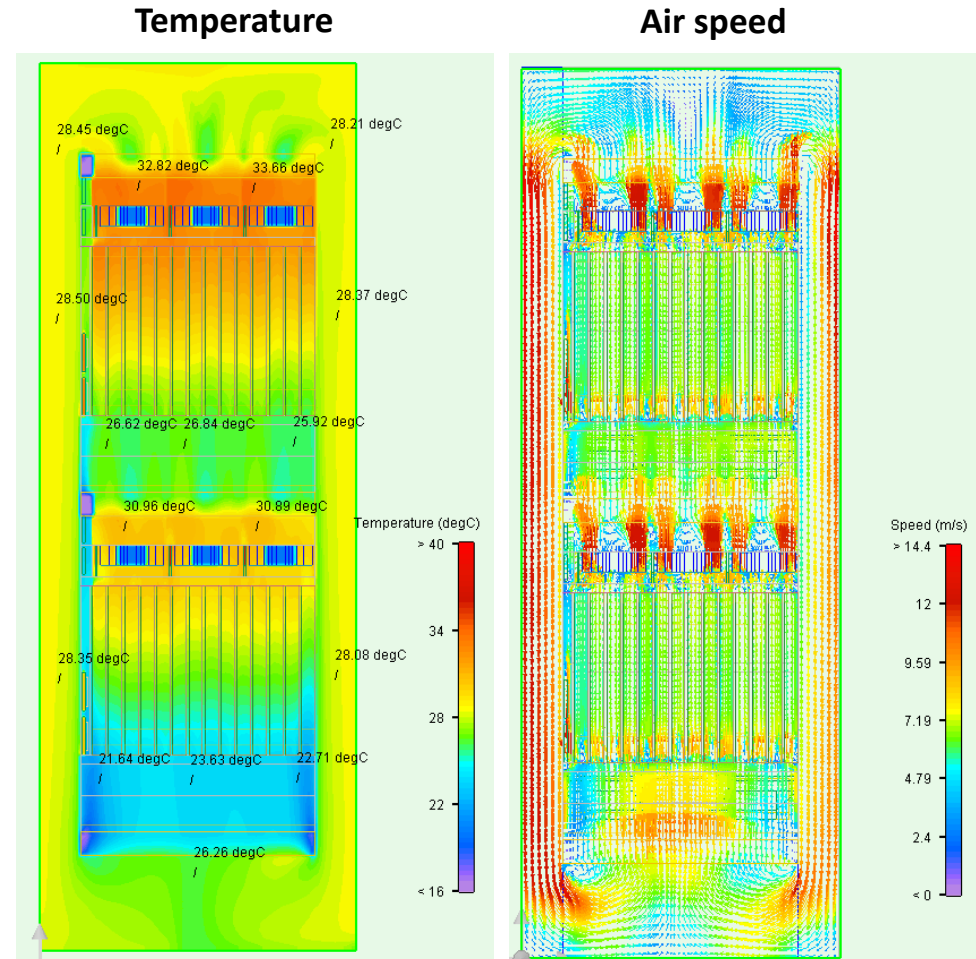 Temperature
Air speed
28.45 degC
28.21 degC
32.82 degC
33.66 degC
28.50 degC
28.37 degC
26.62 degC
26.84 degC
25.92 degC
30.96 degC
30.89 degC
Temperature (degC)
> 40
34
28
22
< 16
28.35 degC
28.08 degC
21.64 degC
23.63 degC
22.71 degC
26.26 degC
Speed (m/s)
> 14.4
12
9.59
7.19
4.79
2.4
< 0